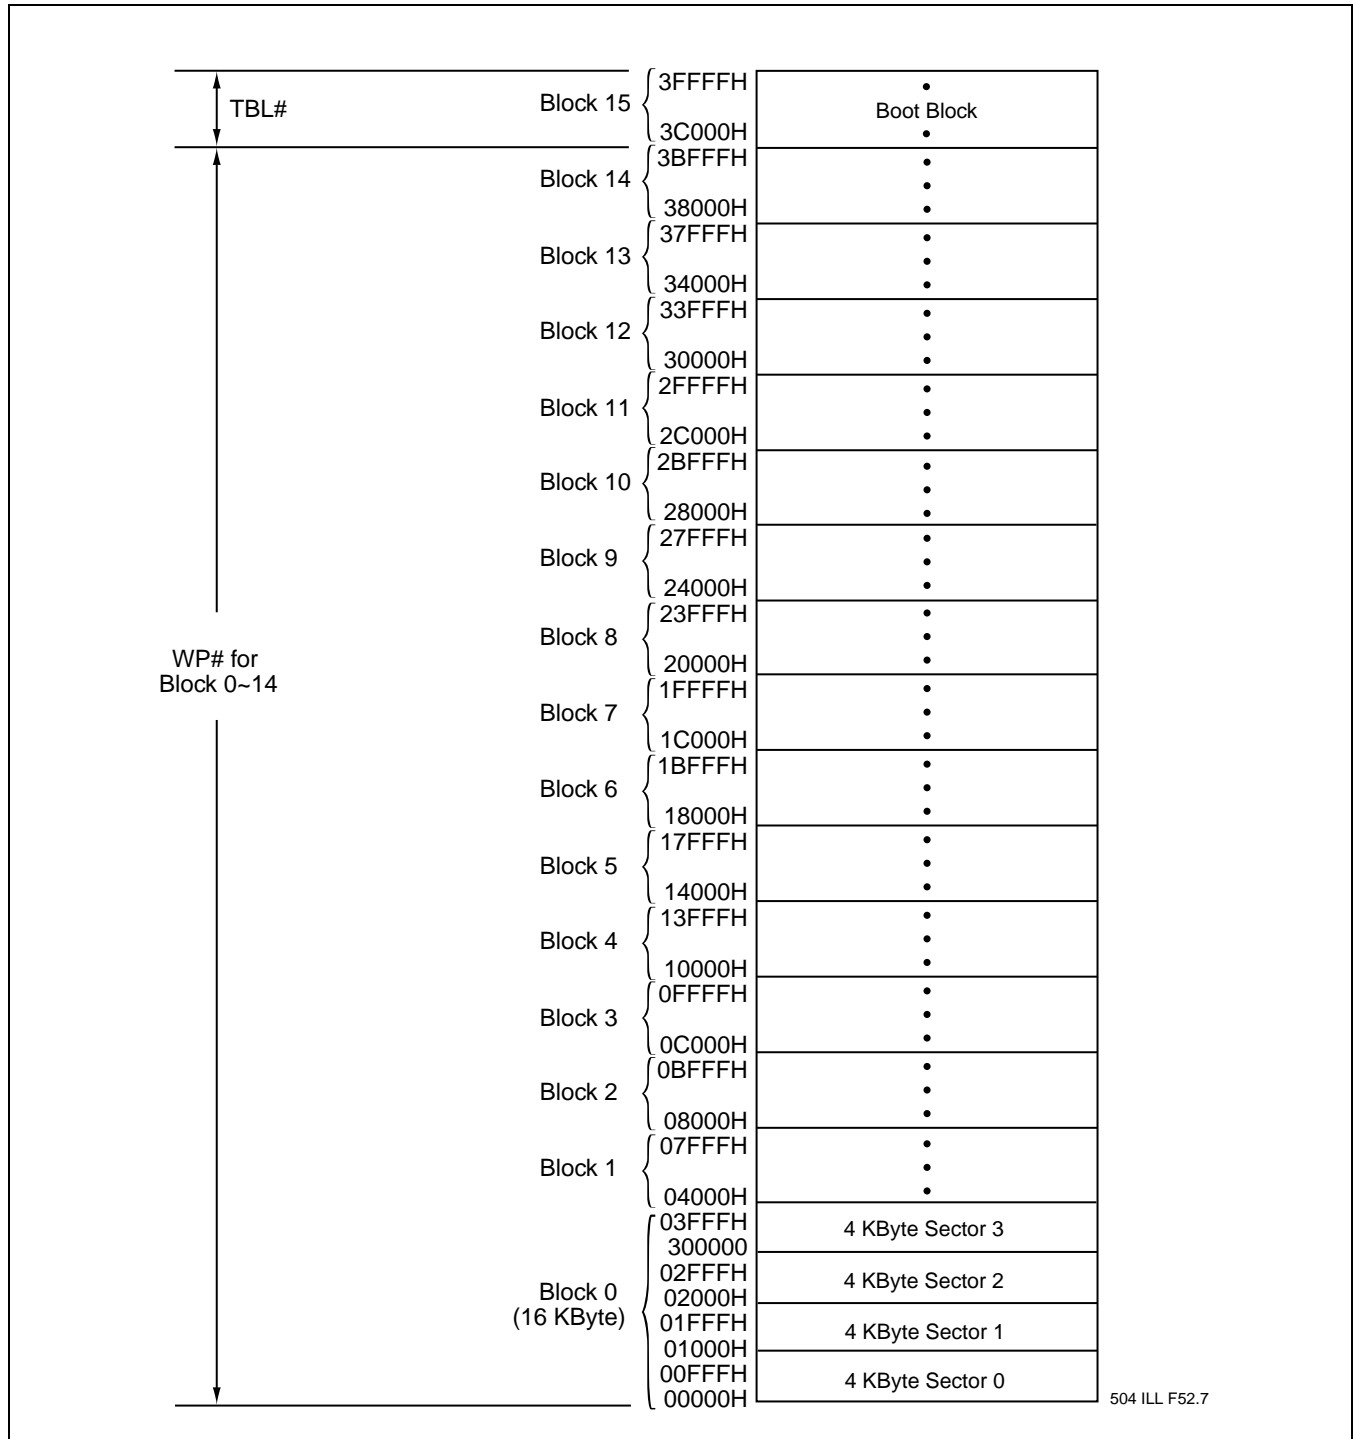 TBL#
Block 15
3FFFFH
3C000H
Boot Block
Block 14
3BFFFH
38000H
Block 13
37FFFH
34000H
Block 12
33FFFH
30000H
Block 11
2FFFFH
2C000H
Block 10
2BFFFH
28000H
Block 9
27FFFH
24000H
Block 8
23FFFH
20000H
WP# for
Block 0~14
Block 7
1FFFFH
1C000H
Block 6
1BFFFH
18000H
Block 5
17FFFH
14000H
Block 4
13FFFH
10000H
Block 3
0FFFFH
0C000H
Block 2
0BFFFH
08000H
Block 1
07FFFH
04000H
Block 0
(16 KByte)
03FFFH
300000
4 KByte Sector 3
02FFFH
02000H
4 KByte Sector 2
01FFFH
01000H
4 KByte Sector 1
00FFFH
00000H
4 KByte Sector 0
504 ILL F52.7